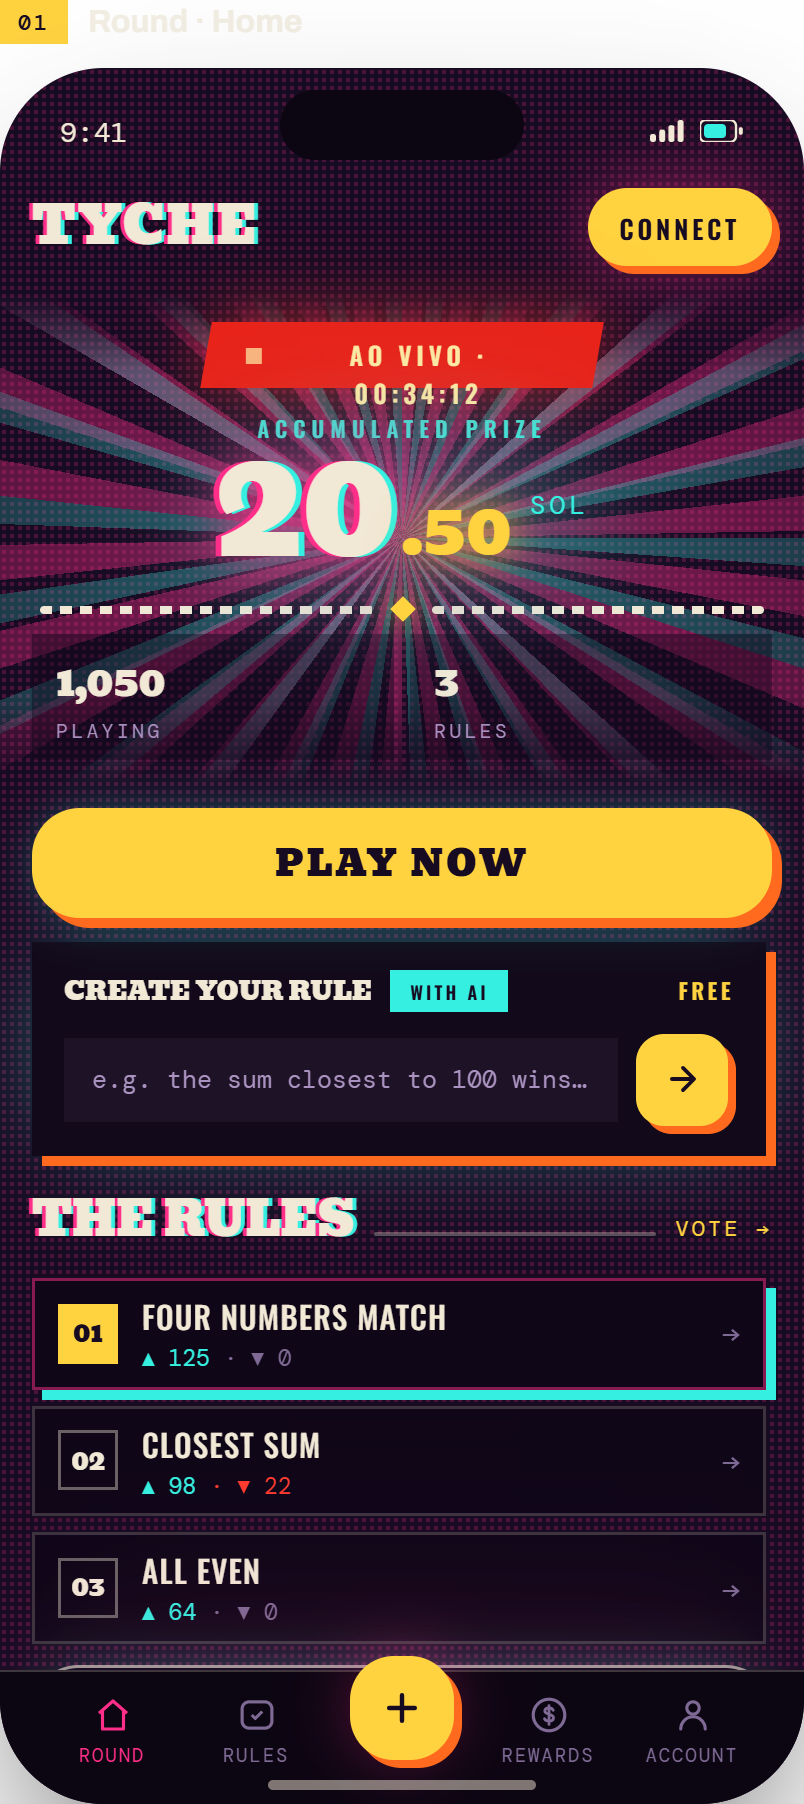 01 Round · Home
9:41
TYCHE
CONNECT
AO VIVO ·
00:34:12
ACCUMULATED PRIZE
20.50 SOL
1,050
PLAYING
3
RULES
PLAY NOW
CREATE YOUR RULE WITH AI FREE
e.g. the sum closest to 100 wins…
THE RULES VOTE →
01 FOUR NUMBERS MATCH →
▲ 125 · ▼ 0
02 CLOSEST SUM →
▲ 98 · ▼ 22
03 ALL EVEN →
▲ 64 · ▼ 0
ROUND RULES REWARDS ACCOUNT